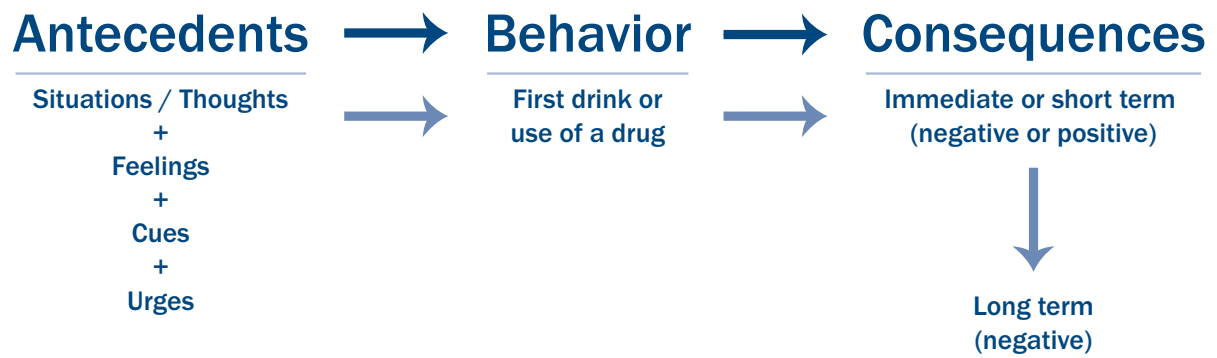 Antecedents
Behavior
Consequences
Situations / Thoughts
+
Feelings
+
Cues
+
Urges
First drink or
use of a drug
Immediate or short term
(negative or positive)
Long term
(negative)